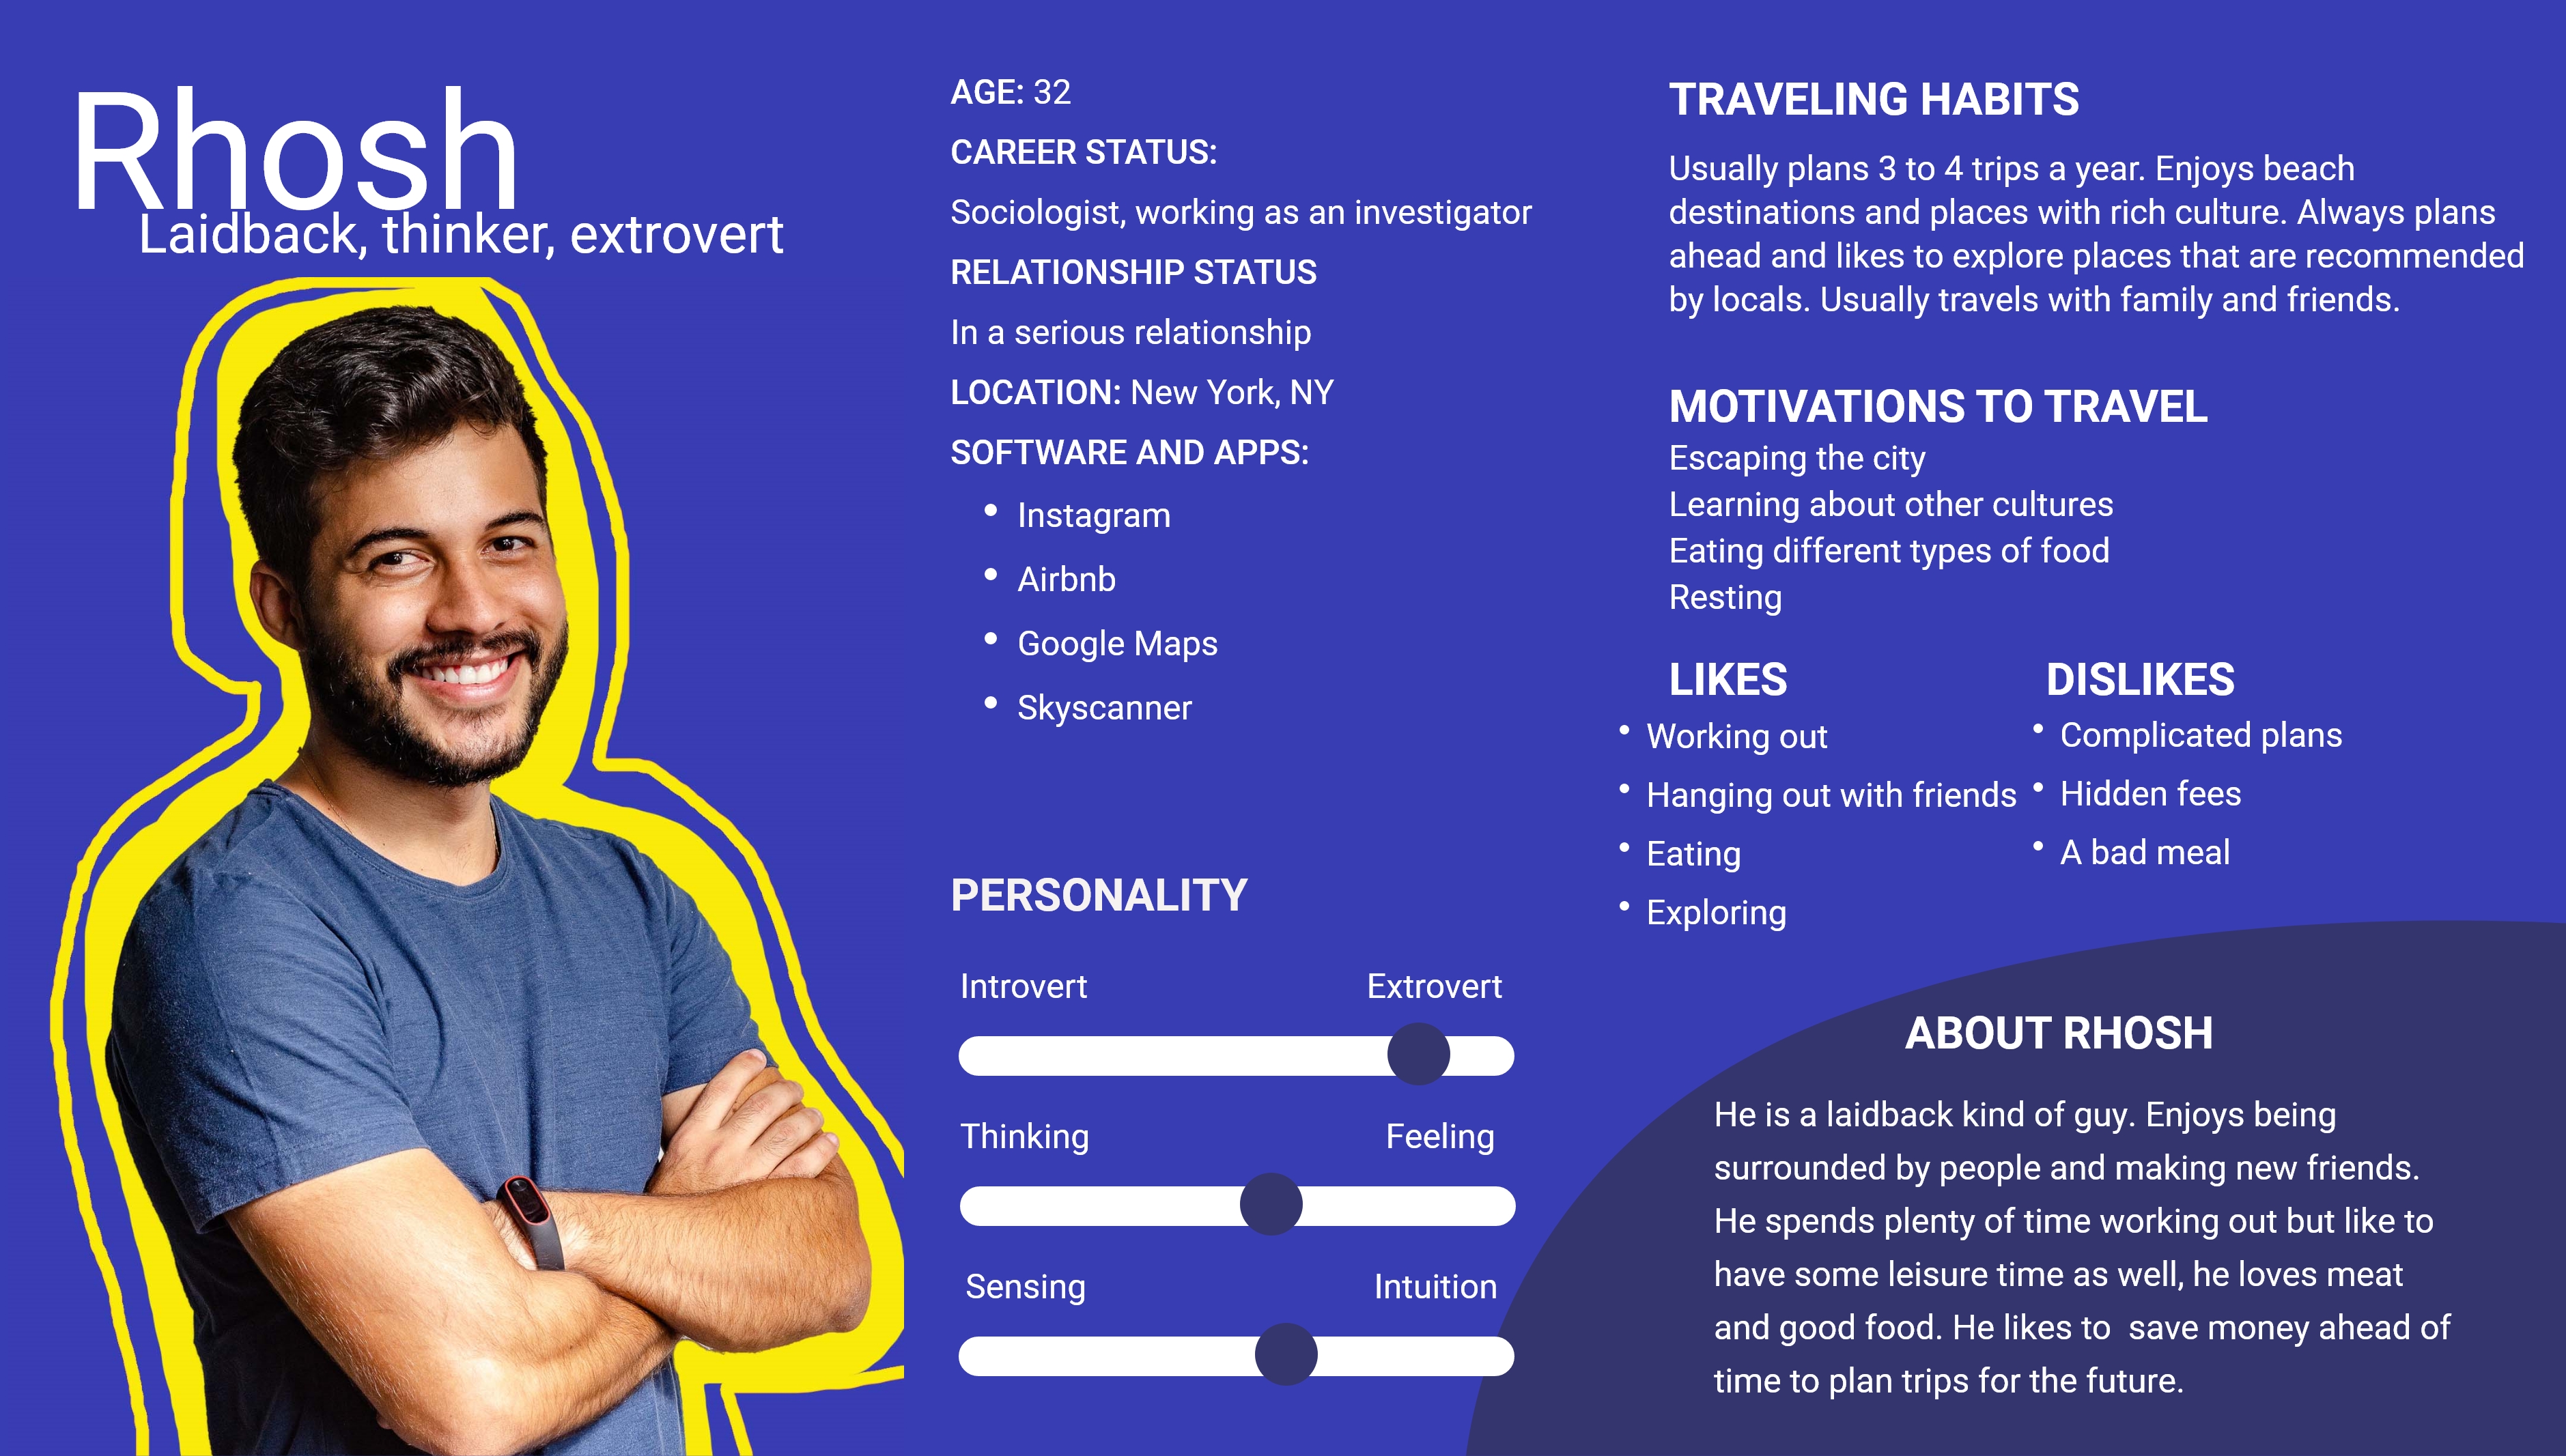 Rhosh
Laidback, thinker, extrovert
AGE: 32
CAREER STATUS:
Sociologist, working as an investigator
RELATIONSHIP STATUS
In a serious relationship
LOCATION: New York, NY
SOFTWARE AND APPS:
• Instagram
• Airbnb
• Google Maps
• Skyscanner
PERSONALITY
Introvert Extrovert
Thinking Feeling
Sensing Intuition
TRAVELING HABITS
Usually plans 3 to 4 trips a year. Enjoys beach
destinations and places with rich culture. Always plans
ahead and likes to explore places that are recommended
by locals. Usually travels with family and friends.
MOTIVATIONS TO TRAVEL
Escaping the city
Learning about other cultures
Eating different types of food
Resting
LIKES
• Working out
• Hanging out with friends
• Eating
• Exploring
DISLIKES
• Complicated plans
• Hidden fees
• A bad meal
ABOUT RHOSH
He is a laidback kind of guy. Enjoys being
surrounded by people and making new friends.
He spends plenty of time working out but like to
have some leisure time as well, he loves meat
and good food. He likes to  save money ahead of
time to plan trips for the future.